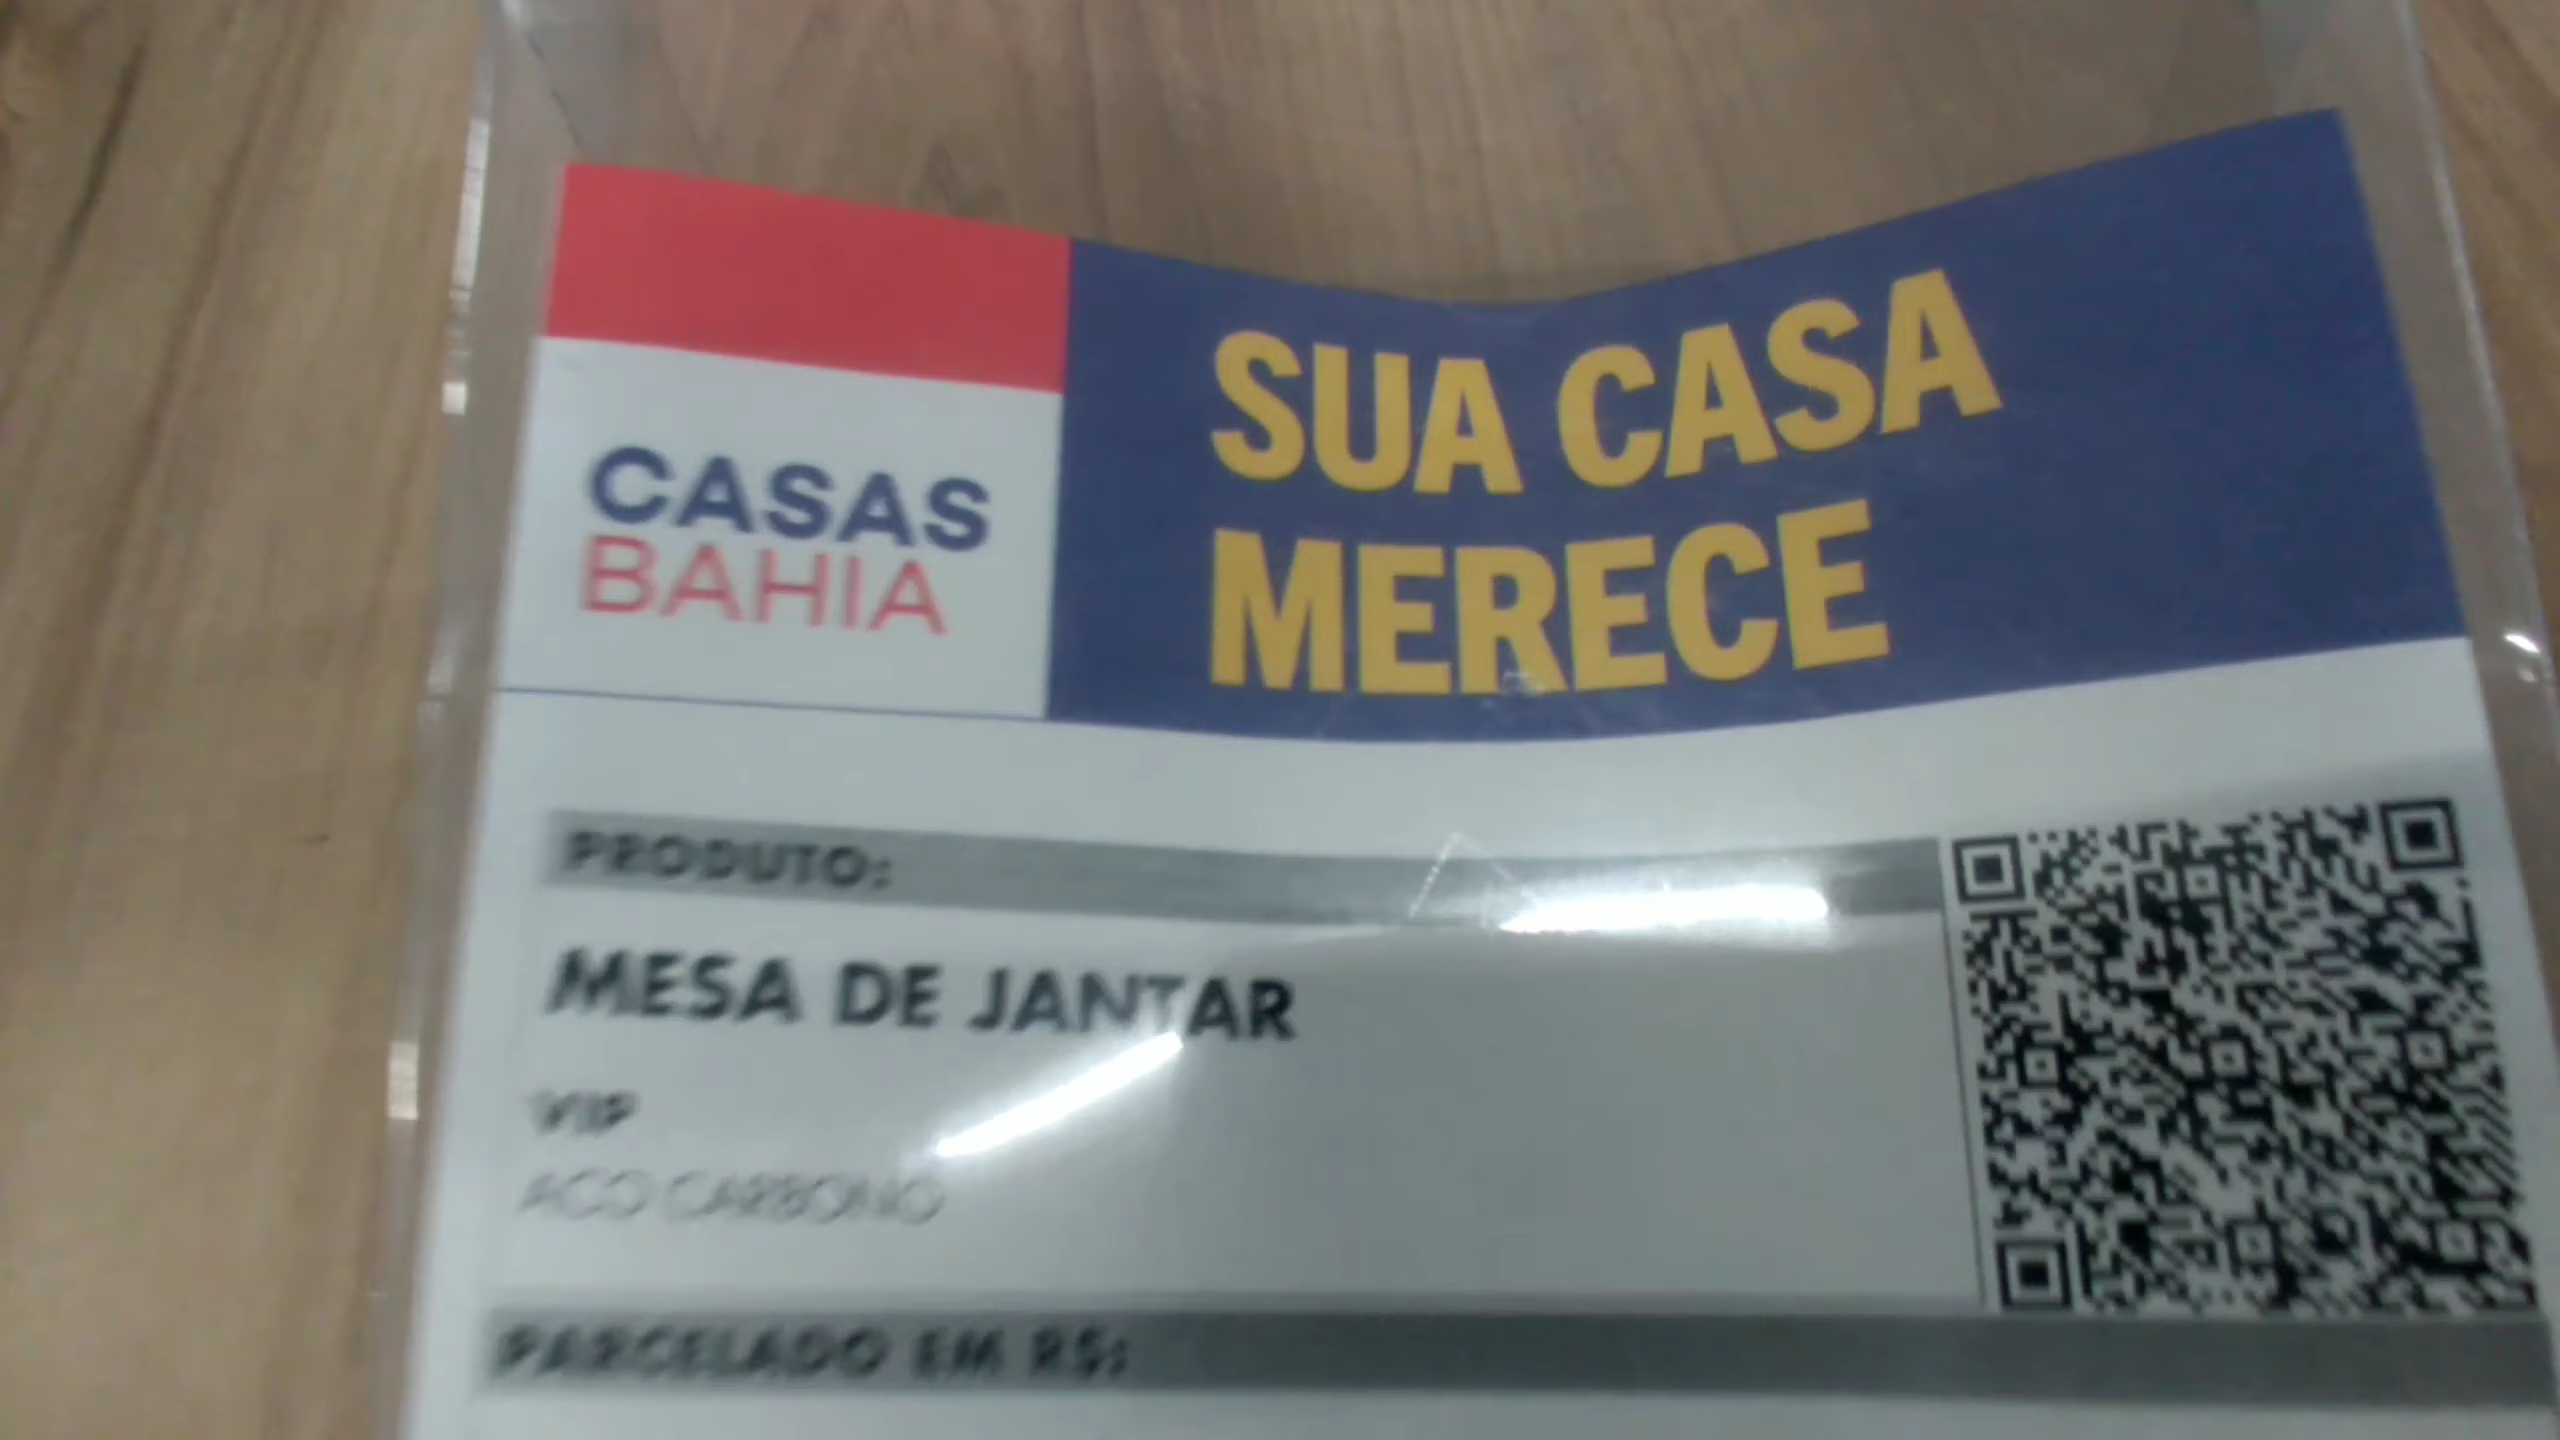 CASAS
BAHIA
SUA CASA
MERECE
PRODUTO:
MESA DE JANTAR
VIP
ACO CARBONO
PARCELADO EM R$: